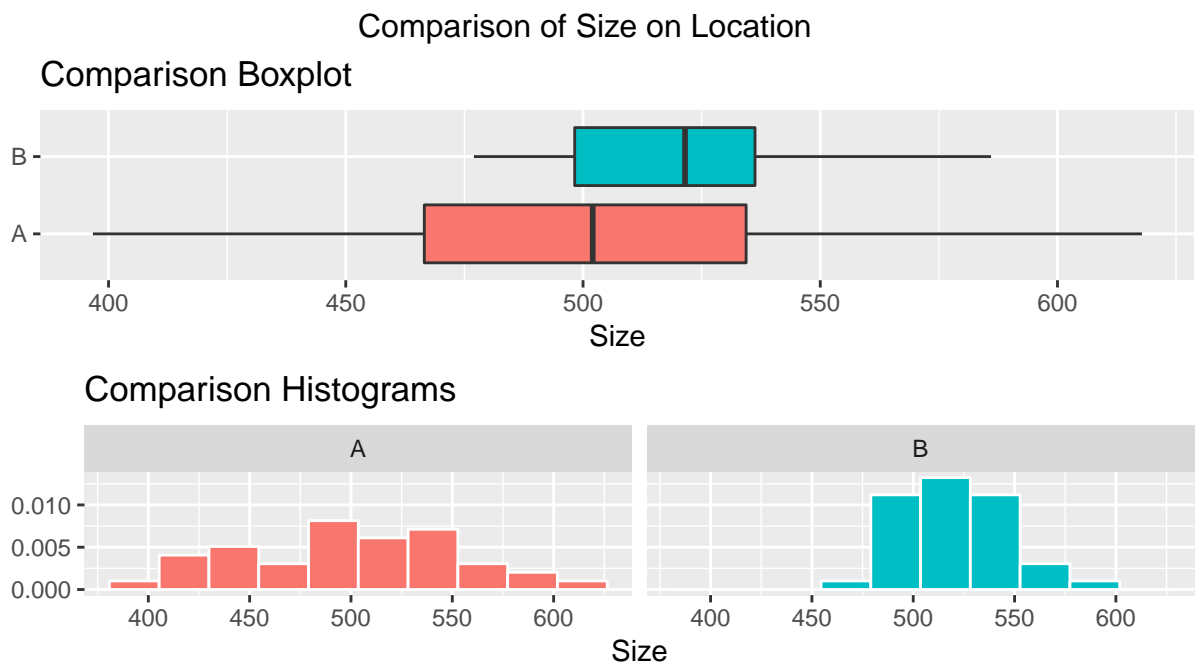 Comparison of Size on Location
Comparison Boxplot
B
A
400 450 500 550 600
Size
Comparison Histograms
A B
0.010
0.005
0.000
400 450 500 550 600 400 450 500 550 600
Size